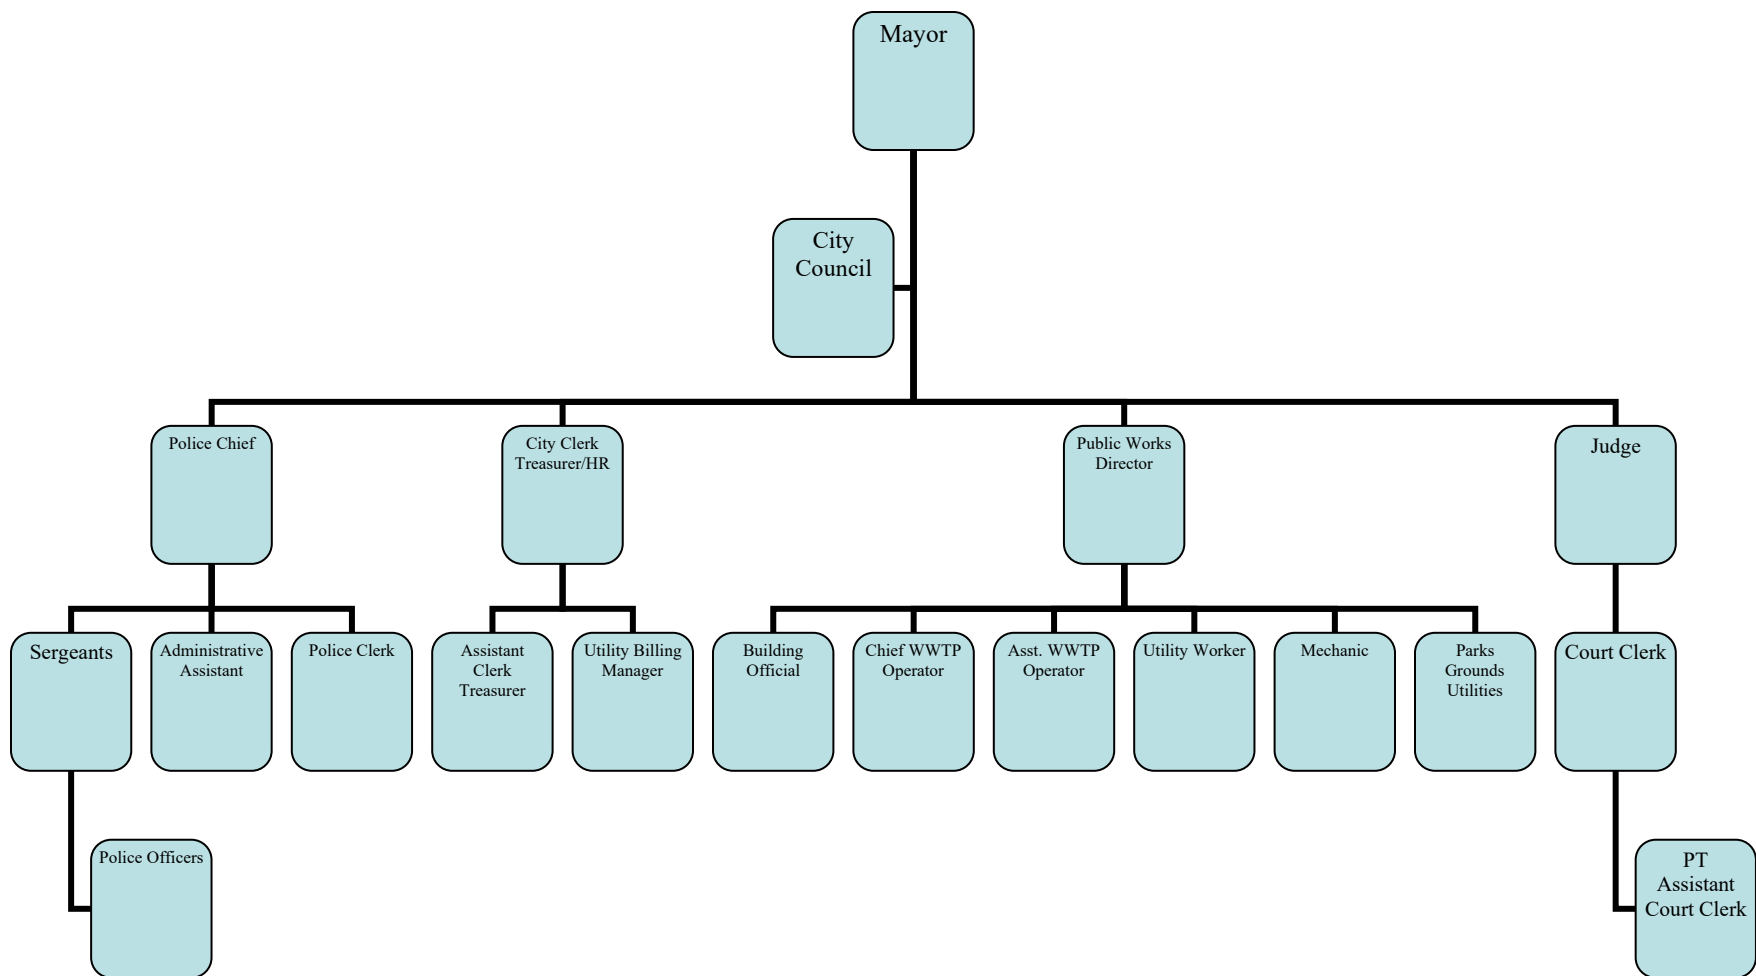 Mayor
City
Council
Police Chief
City Clerk
Treasurer/HR
Public Works
Director
Judge
Sergeants
Administrative
Assistant
Police Clerk
Assistant
Clerk
Treasurer
Utility Billing
Manager
Building
Official
Chief WWTP
Operator
Asst. WWTP
Operator
Utility Worker
Mechanic
Parks
Grounds
Utilities
Court Clerk
Police Officers
PT
Assistant
Court Clerk